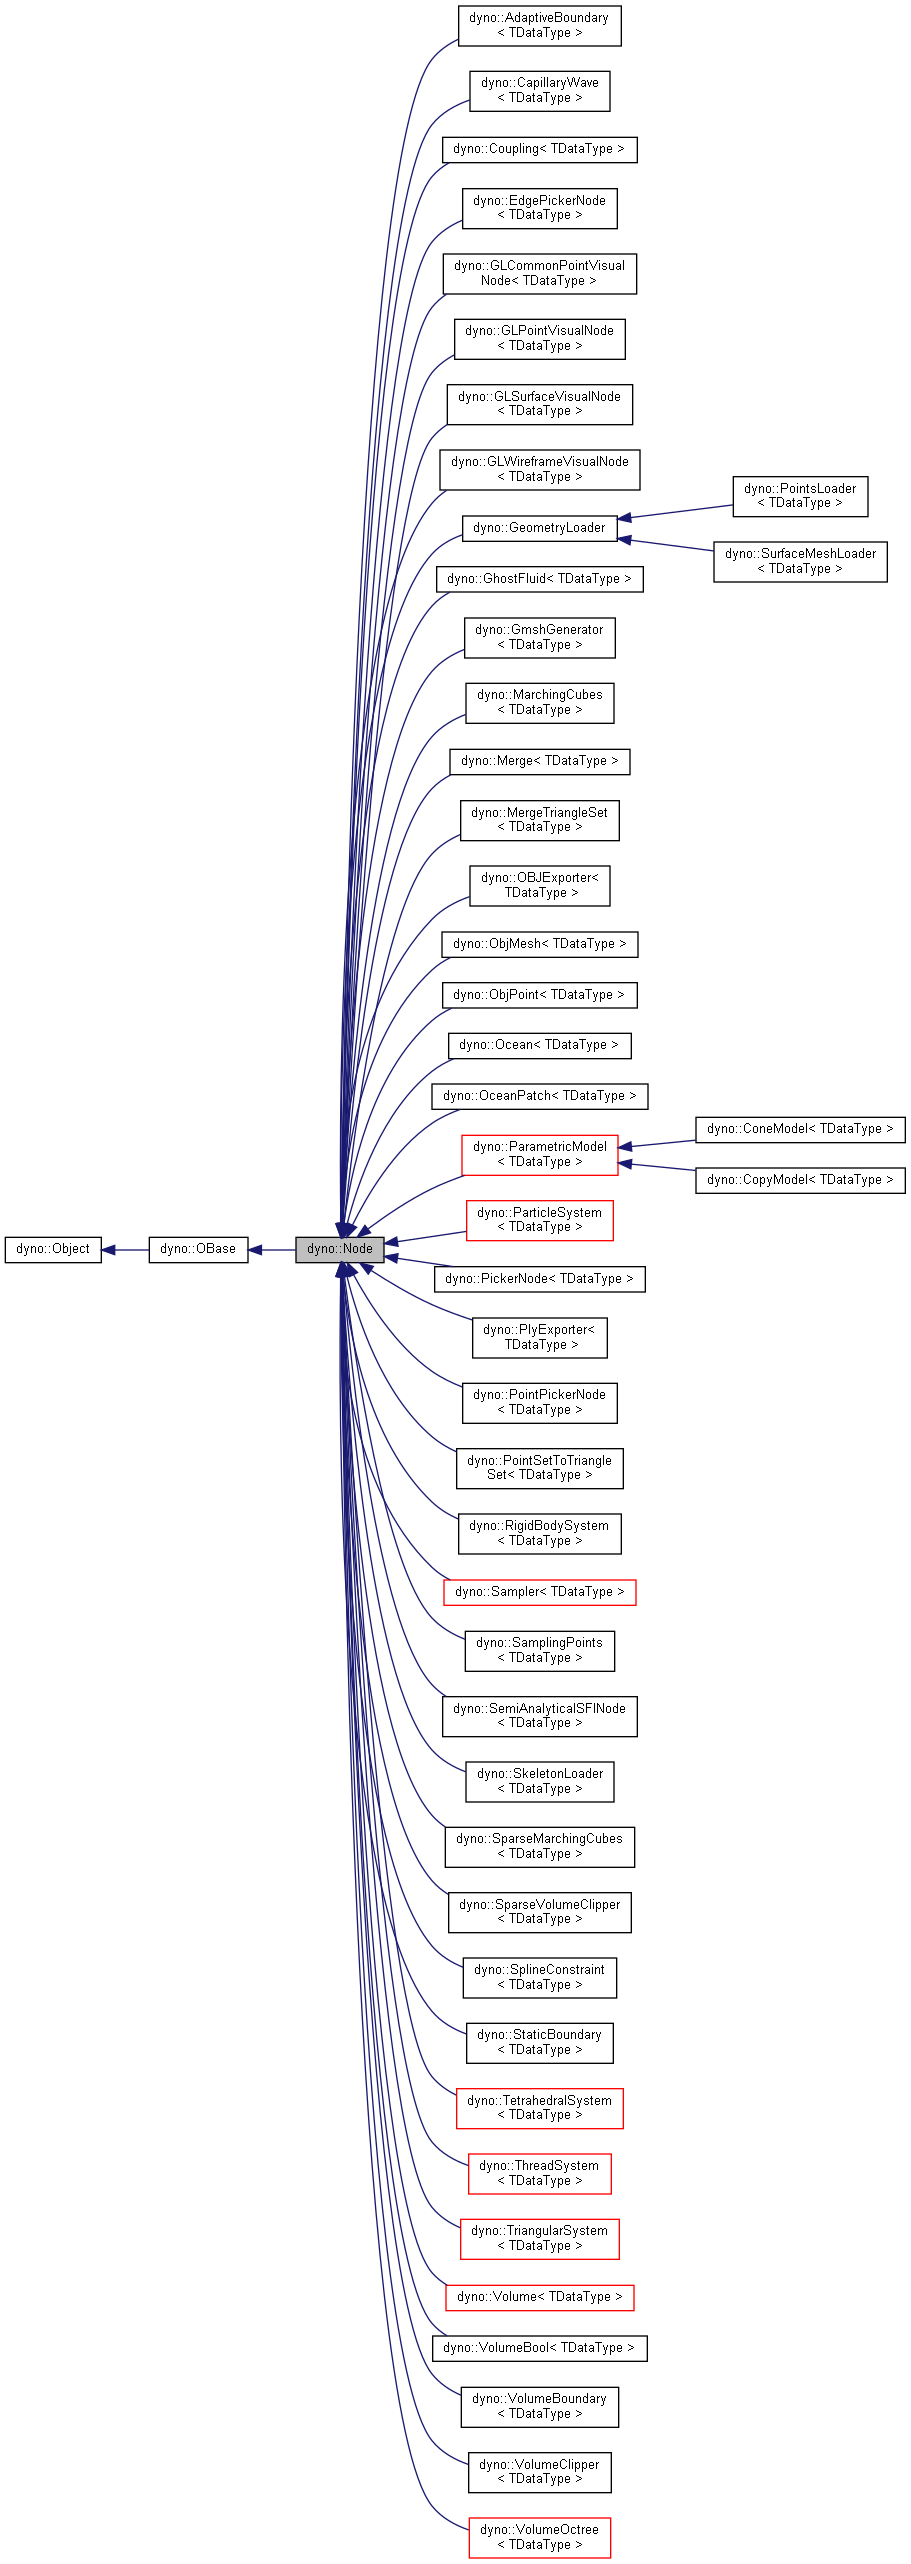 dyno::AdaptiveBoundary
< TDataType >
dyno::CapillaryWave
< TDataType >
dyno::Coupling< TDataType >
dyno::EdgePickerNode
< TDataType >
dyno::GLCommonPointVisual
Node< TDataType >
dyno::GLPointVisualNode
< TDataType >
dyno::GLSurfaceVisualNode
< TDataType >
dyno::GLWireframeVisualNode
< TDataType >
dyno::GeometryLoader
dyno::PointsLoader
< TDataType >
dyno::SurfaceMeshLoader
< TDataType >
dyno::GhostFluid< TDataType >
dyno::GmshGenerator
< TDataType >
dyno::MarchingCubes
< TDataType >
dyno::Merge< TDataType >
dyno::MergeTriangleSet
< TDataType >
dyno::OBJExporter<
TDataType >
dyno::ObjMesh< TDataType >
dyno::ObjPoint< TDataType >
dyno::Ocean< TDataType >
dyno::OceanPatch< TDataType >
dyno::ParametricModel
< TDataType >
dyno::ConeModel< TDataType >
dyno::CopyModel< TDataType >
dyno::ParticleSystem
< TDataType >
dyno::Object
dyno::OBase
dyno::Node
dyno::PickerNode< TDataType >
dyno::PlyExporter<
TDataType >
dyno::PointPickerNode
< TDataType >
dyno::PointSetToTriangle
Set< TDataType >
dyno::RigidBodySystem
< TDataType >
dyno::Sampler< TDataType >
dyno::SamplingPoints
< TDataType >
dyno::SemiAnalyticalSFINode
< TDataType >
dyno::SkeletonLoader
< TDataType >
dyno::SparseMarchingCubes
< TDataType >
dyno::SparseVolumeClipper
< TDataType >
dyno::SplineConstraint
< TDataType >
dyno::StaticBoundary
< TDataType >
dyno::TetrahedralSystem
< TDataType >
dyno::ThreadSystem
< TDataType >
dyno::TriangularSystem
< TDataType >
dyno::Volume< TDataType >
dyno::VolumeBool< TDataType >
dyno::VolumeBoundary
< TDataType >
dyno::VolumeClipper
< TDataType >
dyno::VolumeOctree
< TDataType >